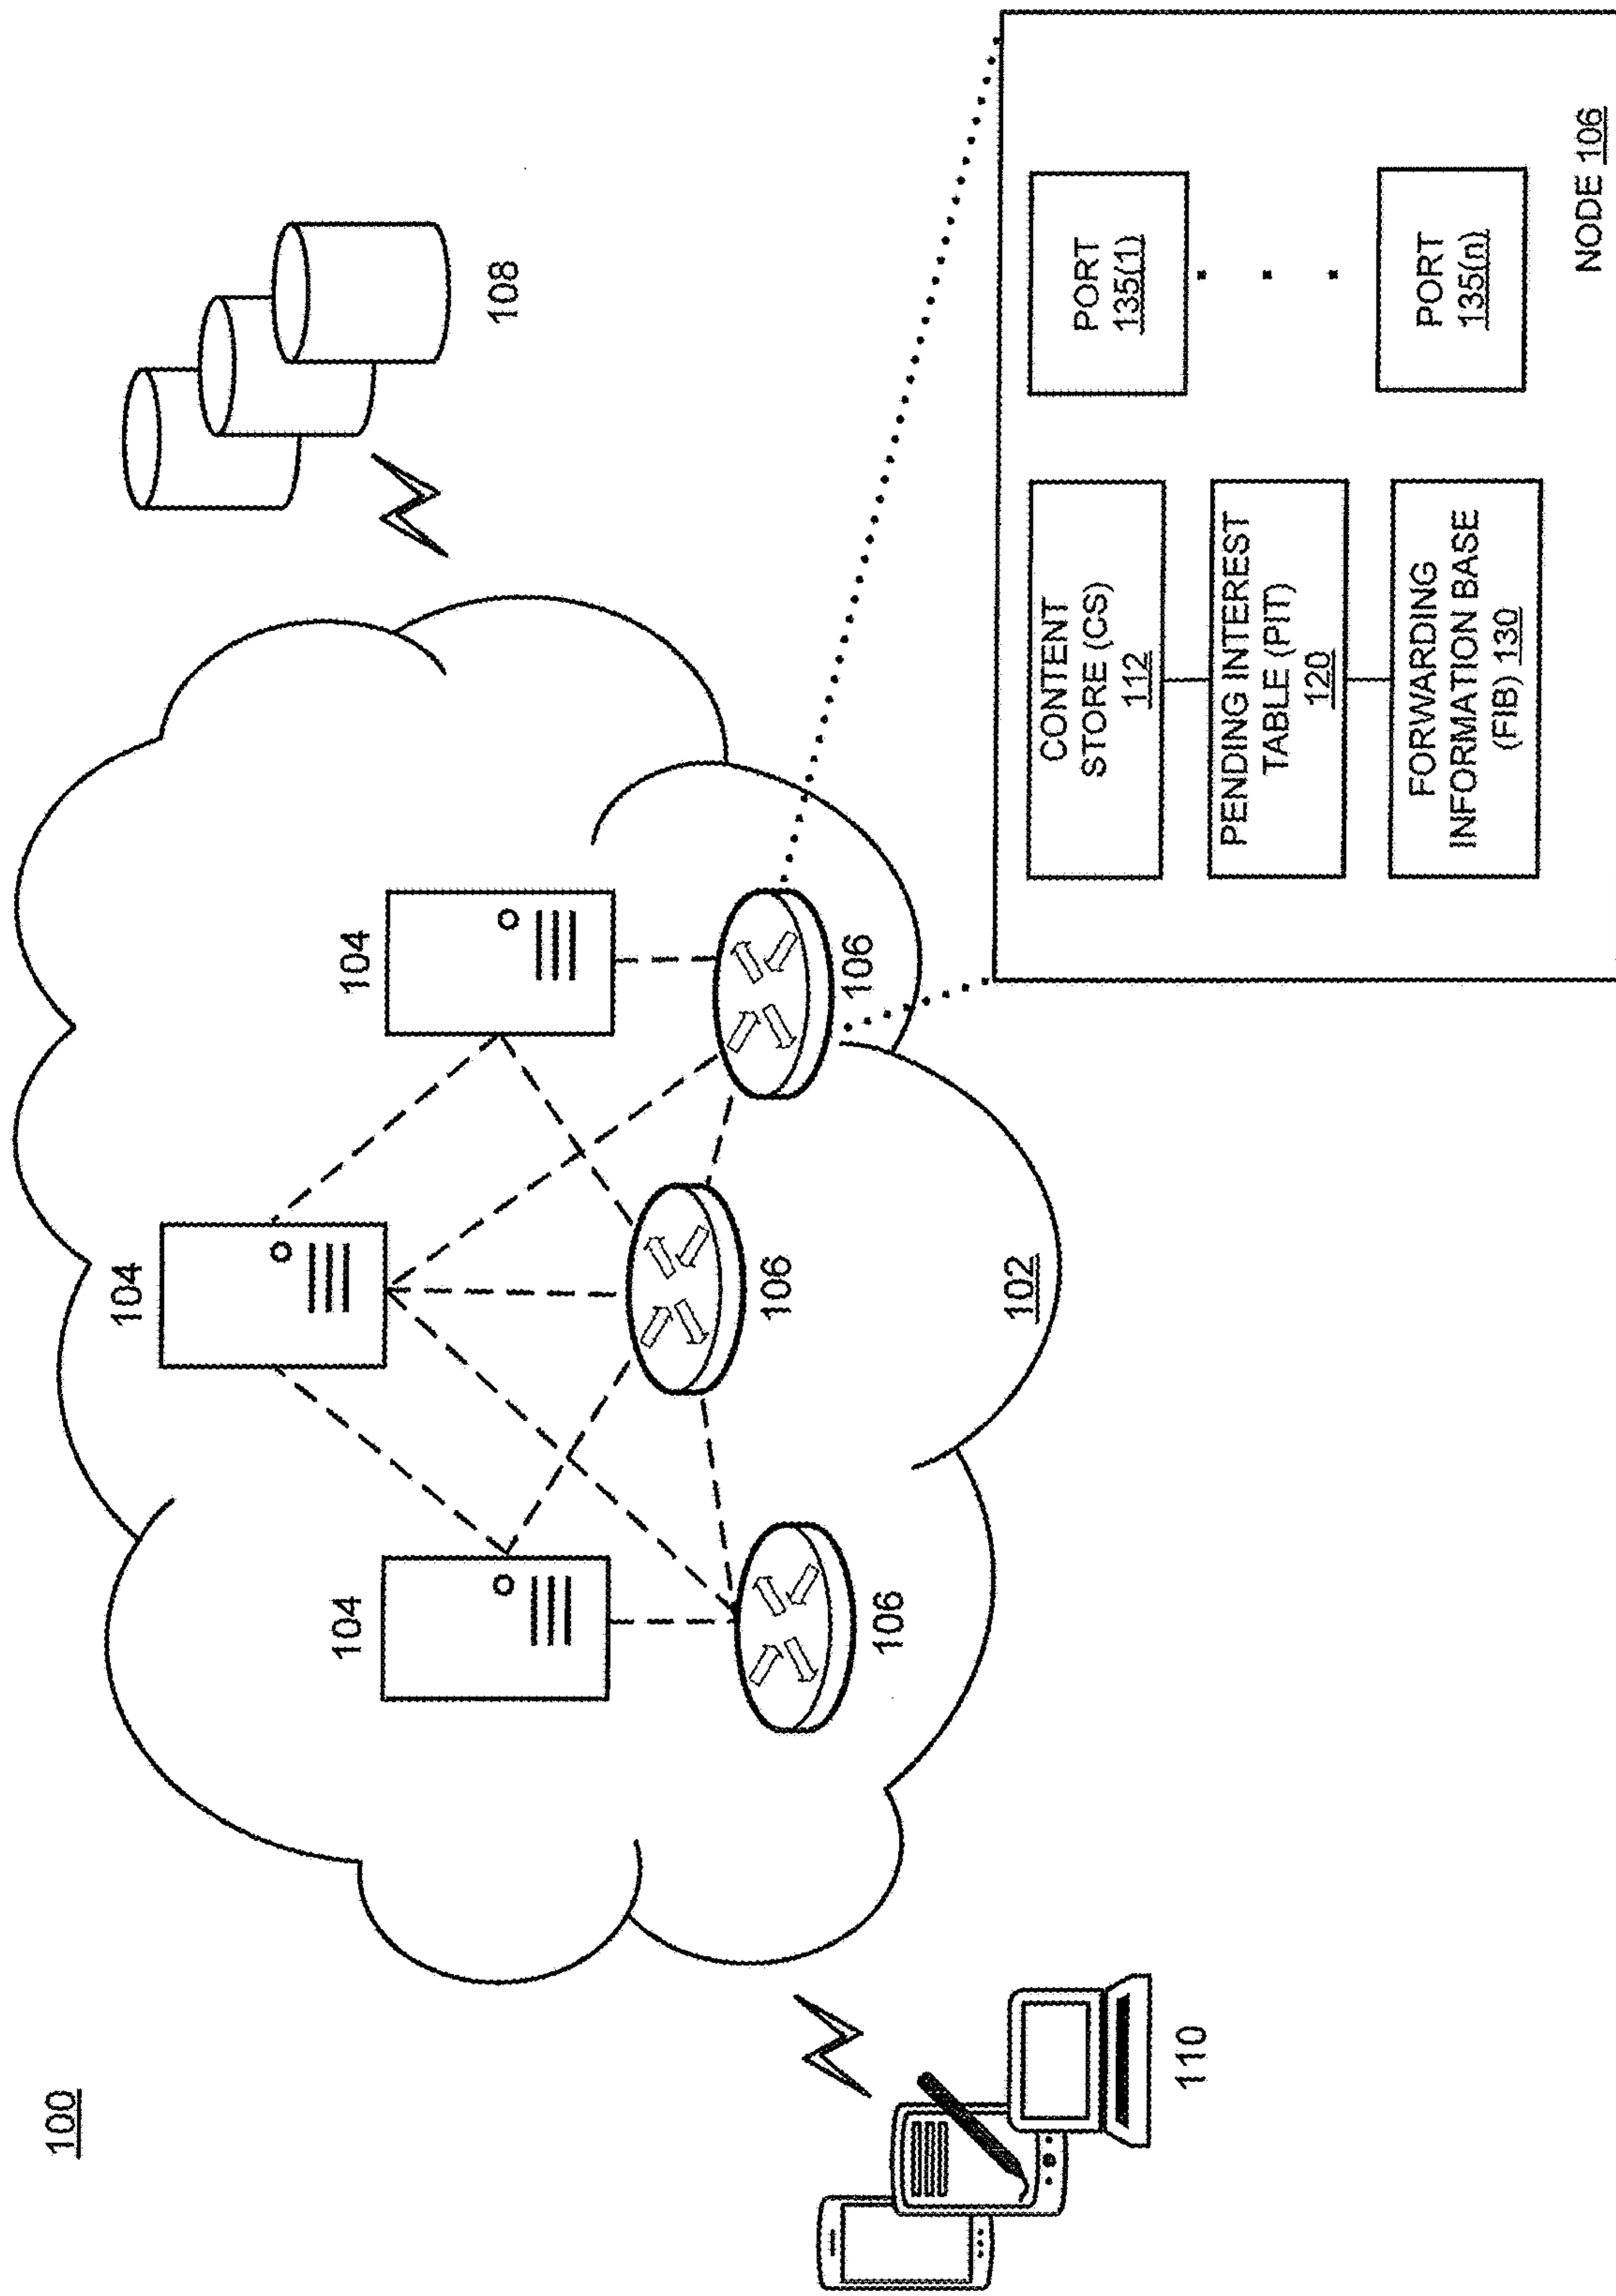 100
104
104
104
106
106
106
102
108
110
CONTENT
STORE (CS)
112
PENDING INTEREST
TABLE (PIT)
120
FORWARDING
INFORMATION BASE
(FIB) 130
PORT
135(1)
PORT
135(n)
NODE 106